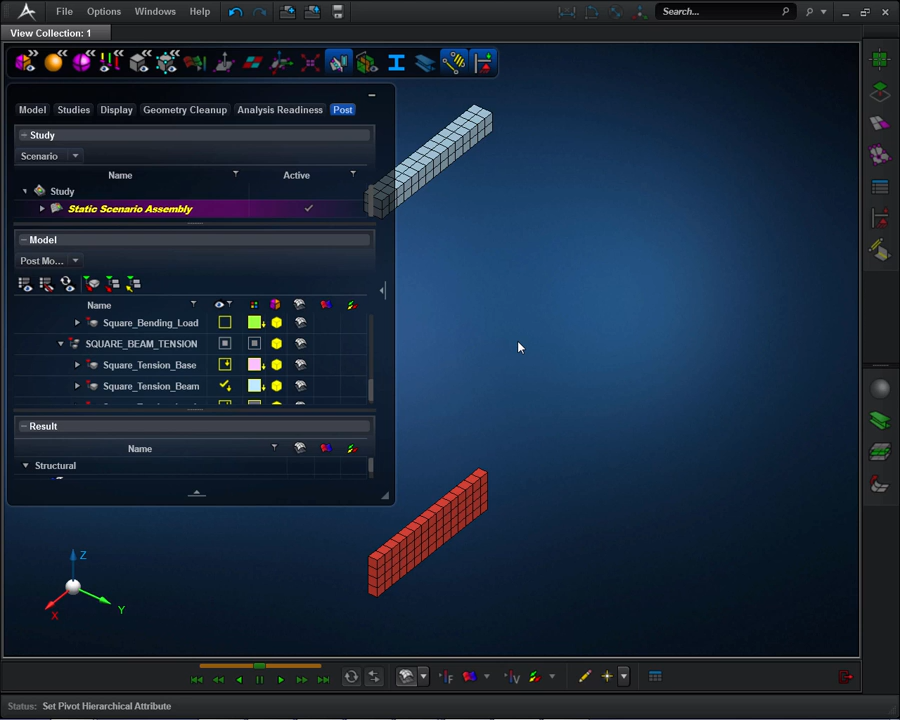 File Options Windows Help Search...
View Collection: 1
Model Studies Display Geometry Cleanup Analysis Readiness Post
Study
Scenario
Name Active
Study
Static Scenario Assembly
Model
Post Mo...
Name
Square_Bending_Load
SQUARE_BEAM_TENSION
Square_Tension_Base
Square_Tension_Beam
Result
Name
Structural
Z
X
Y
F V
Status: Set Pivot Hierarchical Attribute